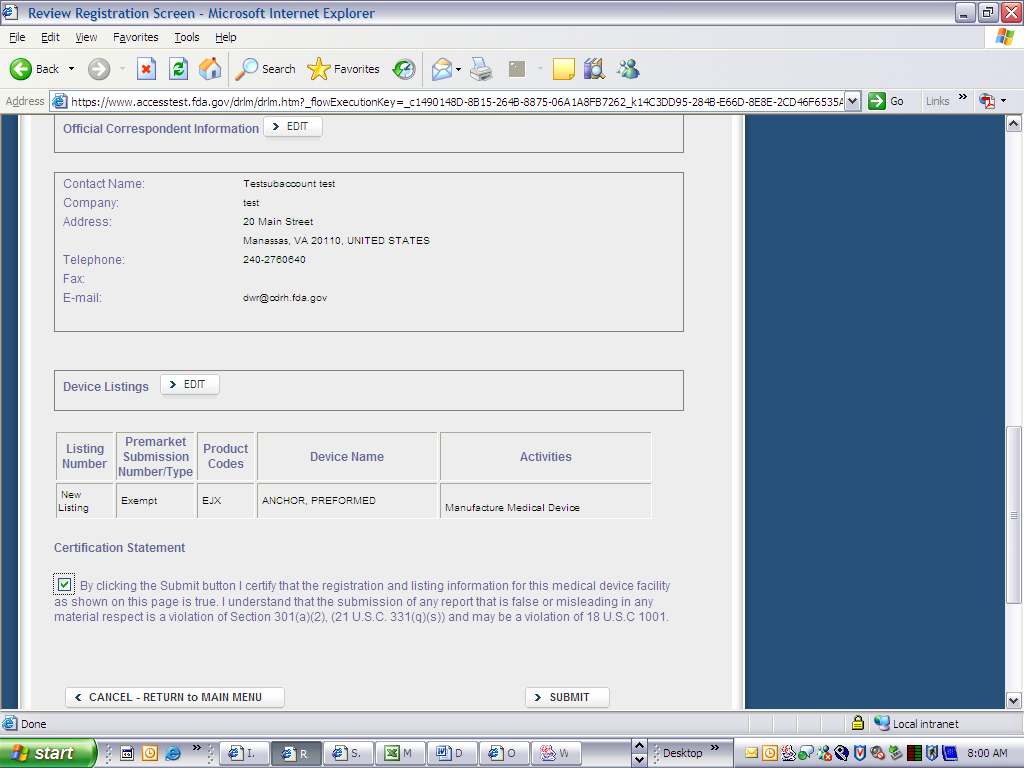 Review Registration Screen - Microsoft Internet Explorer
File Edit View Favorites Tools Help
Back Search Favorites
Address https://www.accesstest.fda.gov/drlm/drlm.htm?_flowExecutionKey=_c1490148D-8B15-264B-8875-06A1A8FB7262_k14C3DD95-284B-E66D-8E8E-2CD46F6535A Go Links »
Official Correspondent Information > EDIT
Contact Name: Testsubaccount test
Company: test
Address: 20 Main Street
Manassas, VA 20110, UNITED STATES
Telephone: 240-2760640
Fax:
E-mail: dwr@cdrh.fda.gov
Device Listings > EDIT
Listing Number Premarket Submission Number/Type Product Codes Device Name Activities
New Listing Exempt EJX ANCHOR, PREFORMED Manufacture Medical Device
Certification Statement
By clicking the Submit button I certify that the registration and listing information for this medical device facility
as shown on this page is true. I understand that the submission of any report that is false or misleading in any
material respect is a violation of Section 301(a)(2), (21 U.S.C. 331(q)(s)) and may be a violation of 18 U.S.C 1001.
< CANCEL - RETURN to MAIN MENU > SUBMIT
Done Local intranet
start » I. R S. M D O W Desktop » 8:00 AM